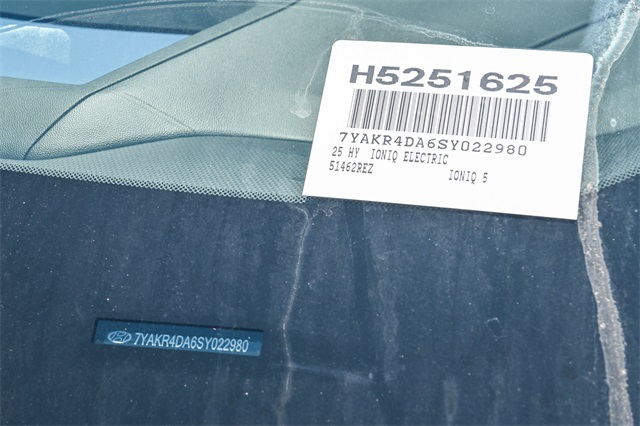 H5251625
7YAKR4DA6SY022980
25 HY IONIQ ELECTRIC
51462REZ IONIQ 5
7YAKR4DA6SY022980